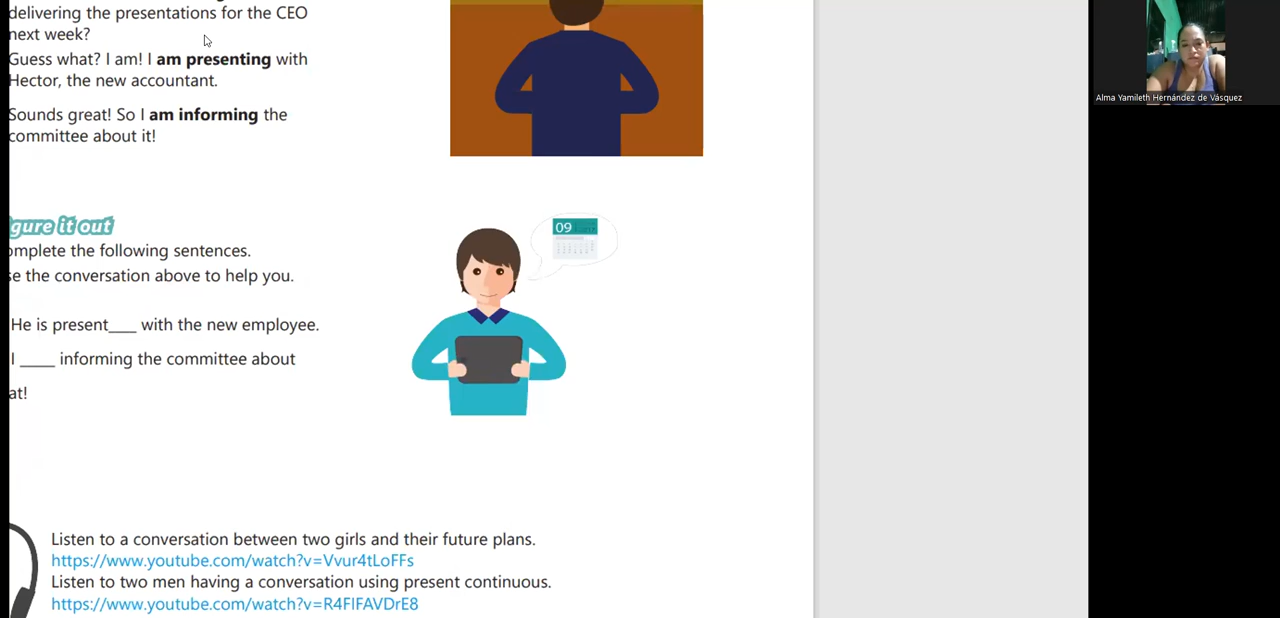 delivering the presentations for the CEO
next week?
Guess what? I am! I am presenting with
Hector, the new accountant.
Sounds great! So I am informing the
committee about it!
gure it out
omplete the following sentences.
se the conversation above to help you.
09
He is present___ with the new employee.
I ____ informing the committee about
at!
Listen to a conversation between two girls and their future plans.
https://www.youtube.com/watch?v=Vvur4tLoFFs
Listen to two men having a conversation using present continuous.
https://www.youtube.com/watch?v=R4FIFAVDrE8
Alma Yamileth Hernández de Vásquez